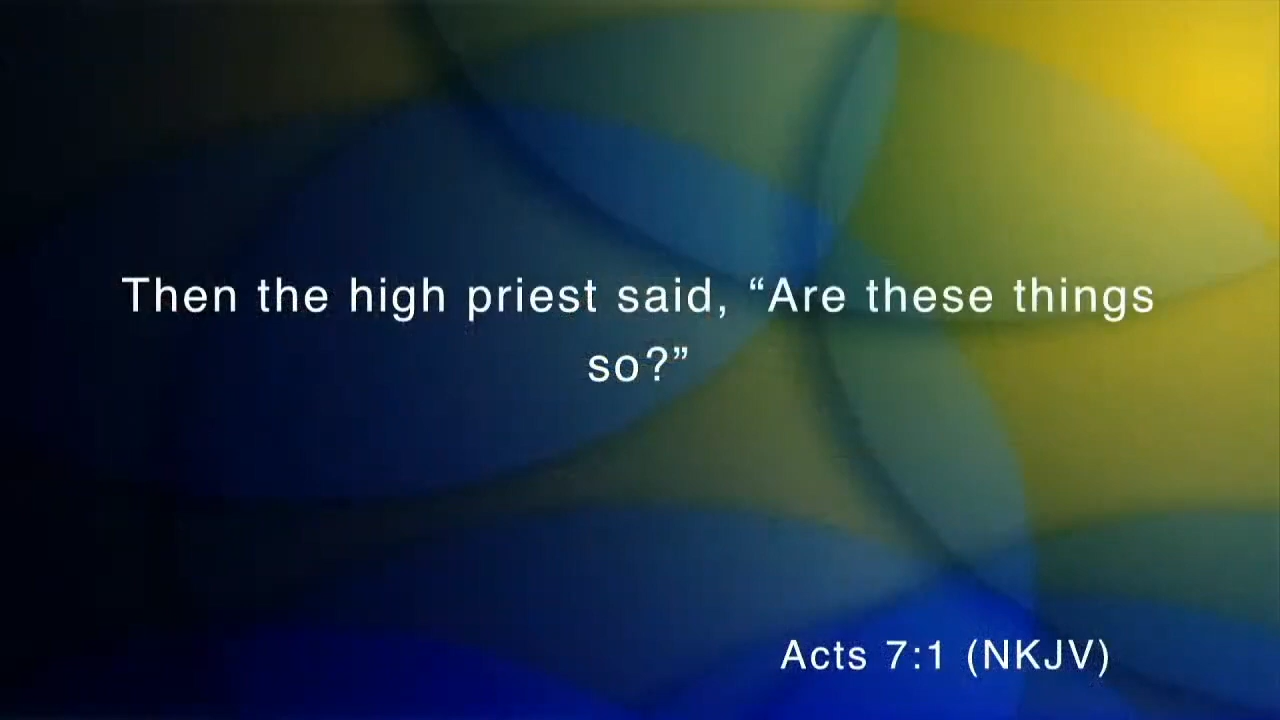 Then the high priest said, “Are these things
so?”
Acts 7:1 (NKJV)